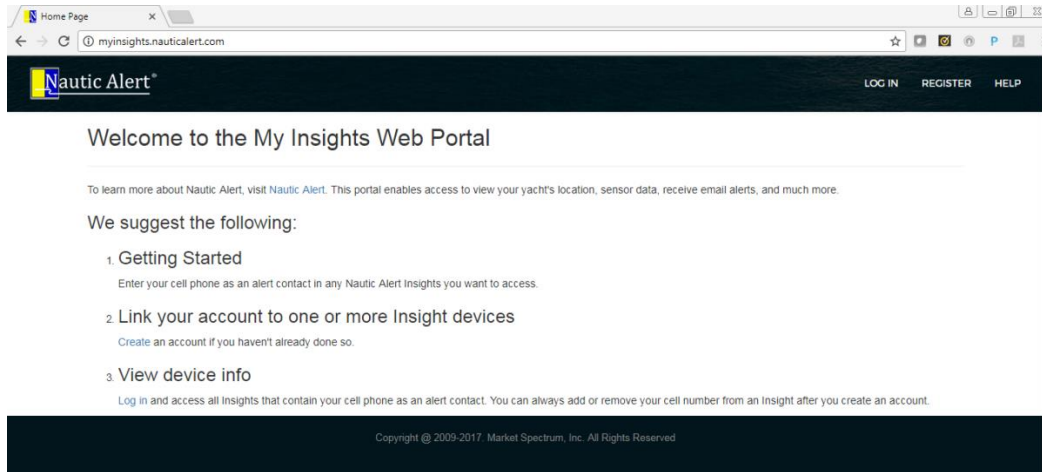 Home Page
myinsights.nauticalert.com
Nautic Alert®
LOG IN REGISTER HELP
Welcome to the My Insights Web Portal
To learn more about Nautic Alert, visit Nautic Alert. This portal enables access to view your yacht's location, sensor data, receive email alerts, and much more.
We suggest the following:
1. Getting Started
Enter your cell phone as an alert contact in any Nautic Alert Insights you want to access.
2. Link your account to one or more Insight devices
Create an account if you haven't already done so.
3. View device info
Log in and access all Insights that contain your cell phone as an alert contact. You can always add or remove your cell number from an Insight after you create an account.
Copyright @ 2009-2017. Market Spectrum, Inc. All Rights Reserved